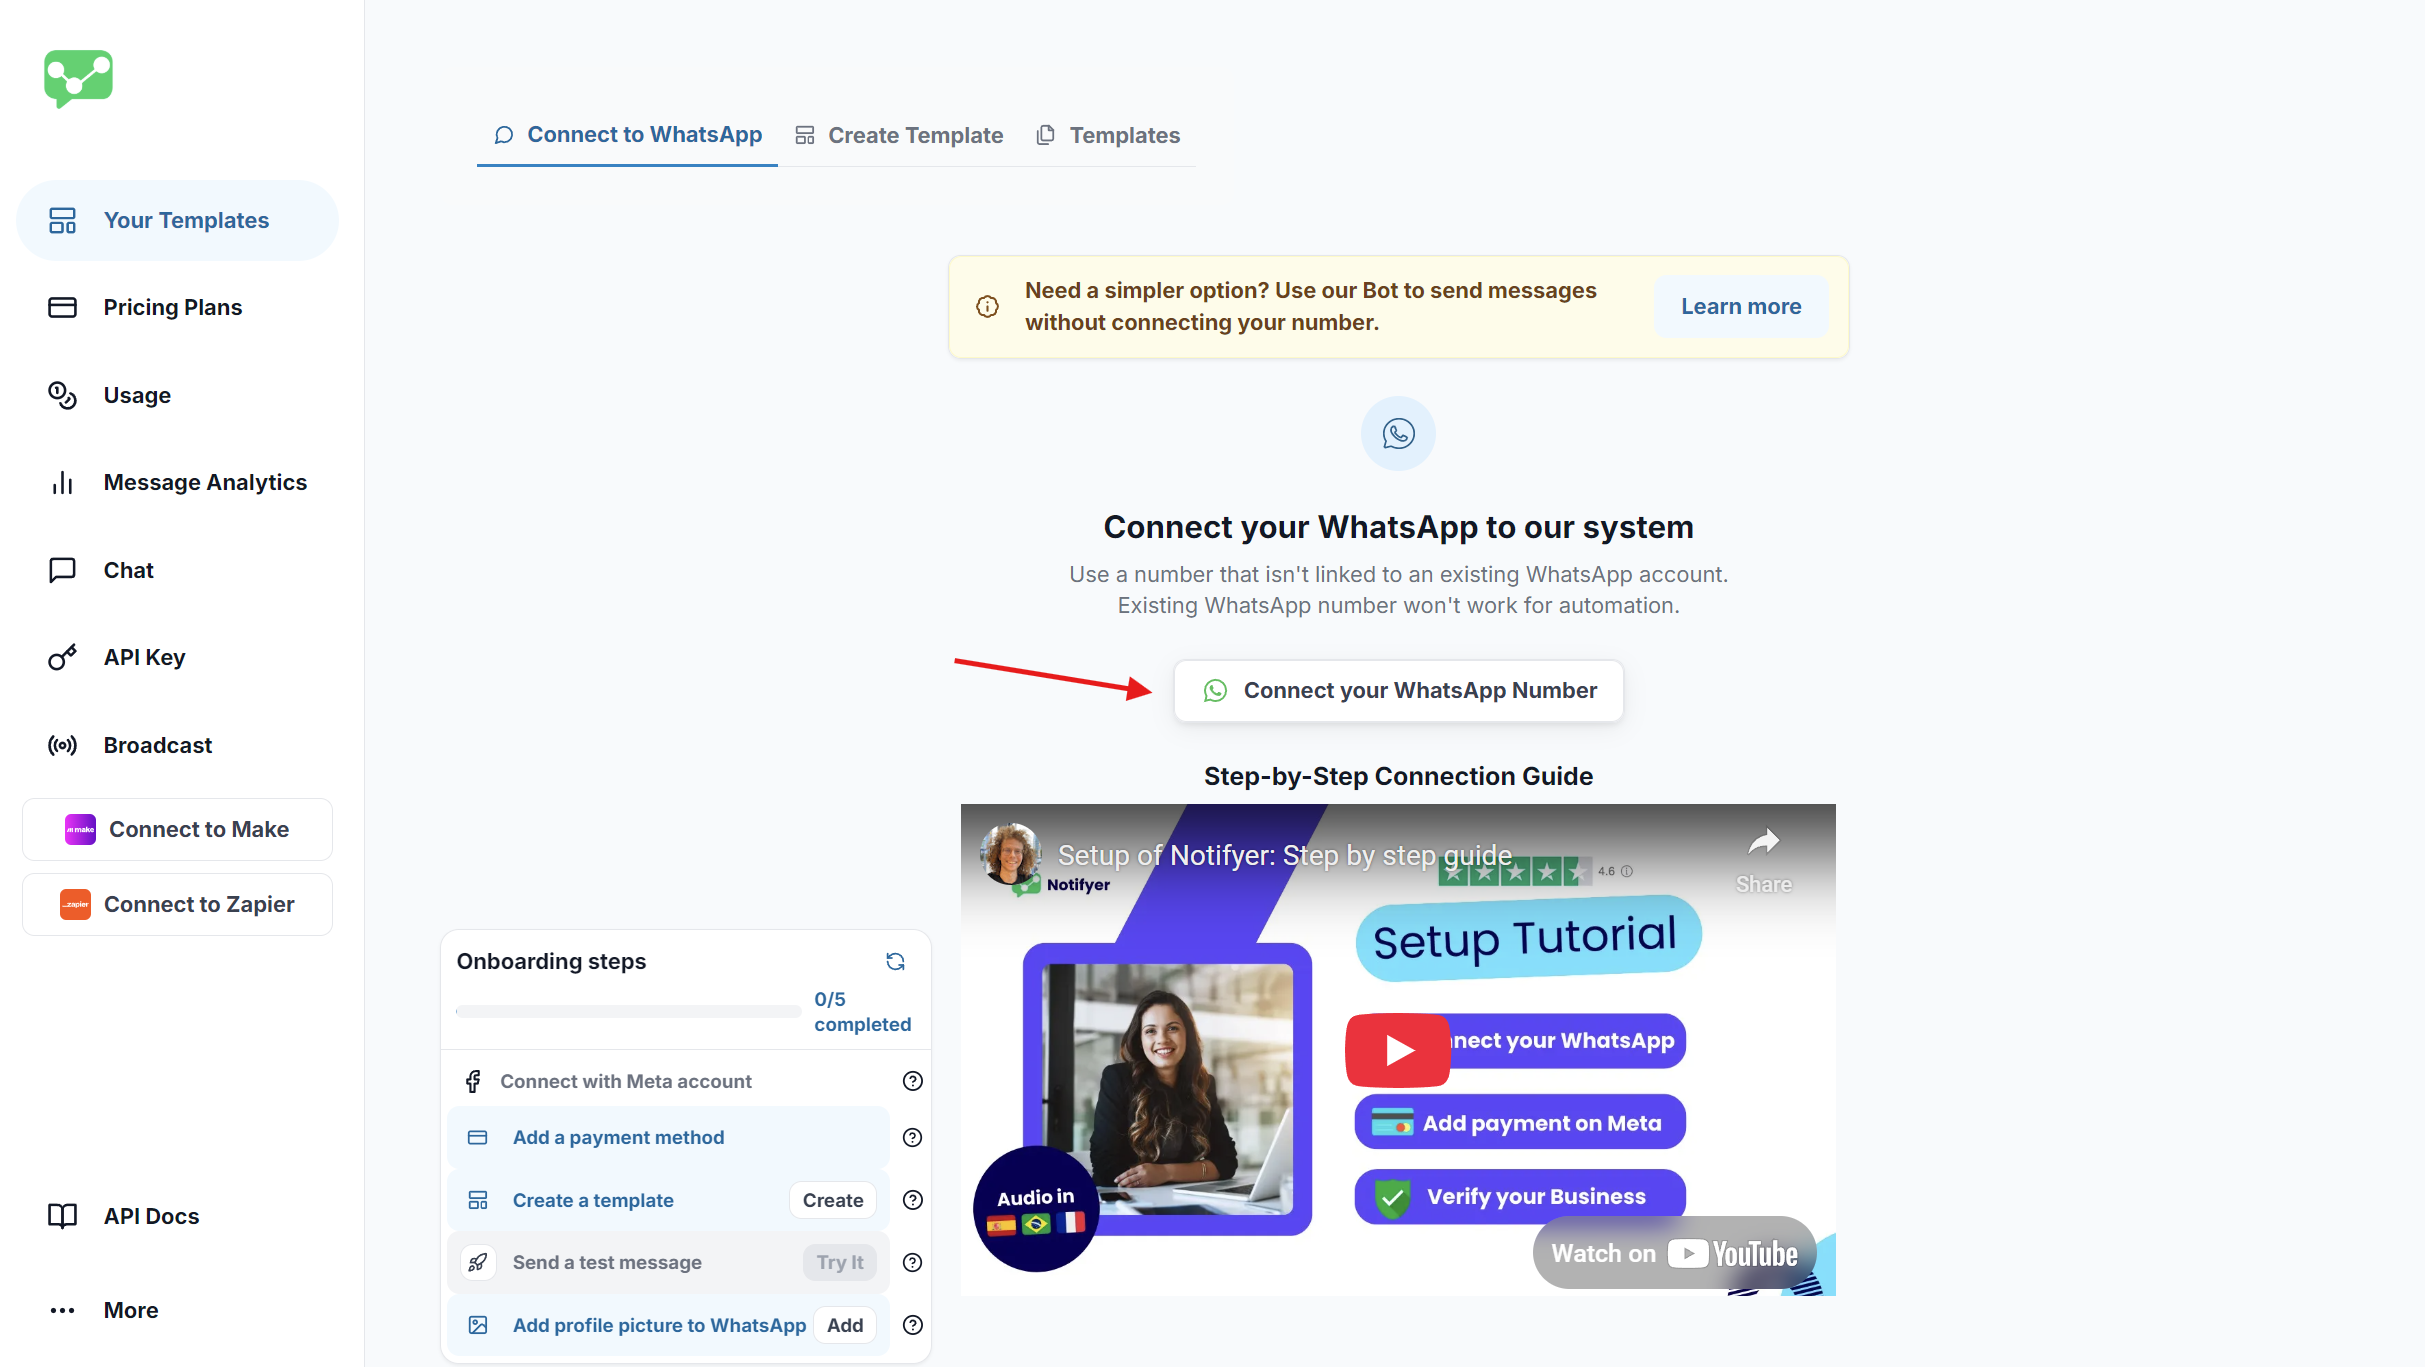 Your Templates
Pricing Plans
Usage
Message Analytics
Chat
API Key
Broadcast
make
Connect to Make
zapier
Connect to Zapier
API Docs
More
Connect to WhatsApp
Create Template
Templates
Need a simpler option? Use our Bot to send messages
without connecting your number.
Learn more
Connect your WhatsApp to our system
Use a number that isn't linked to an existing WhatsApp account.
Existing WhatsApp number won't work for automation.
Connect your WhatsApp Number
Step-by-Step Connection Guide
Setup of Notifyer: Step by step guide
Share
Notifyer
4.6
Setup Tutorial
nnect your WhatsApp
Add payment on Meta
Verify your Business
Audio in
Watch on YouTube
Onboarding steps
0/5
completed
Connect with Meta account
Add a payment method
Create a template
Create
Send a test message
Try It
Add profile picture to WhatsApp
Add